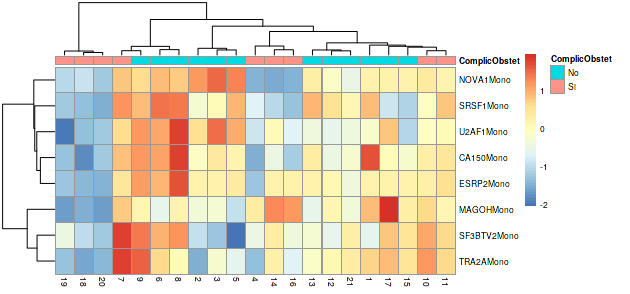 ComplicObstet
NOVA1Mono
SRSF1Mono
U2AF1Mono
CA150Mono
ESRP2Mono
MAGOHMono
SF3BTV2Mono
TRA2AMono
19 18 20 7 9 6 8 2 3 5 4 14 16 13 12 21 1 17 15 10 11
1
0
-1
-2
ComplicObstet
No
SI